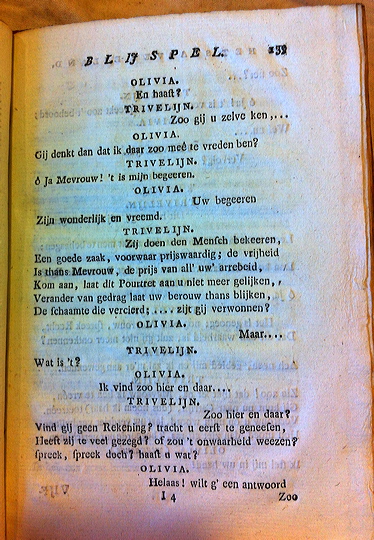 BLIJSPEL. 135
OLIVIA.
En haast?
TRIVELIJN.
Zoo gij u zelve ken,...
OLIVIA.
Gij denkt dan dat ik daar zoo meê te vreden ben?
TRIVELIJN.
ô Ja Mevrouw! 't is mijn begeeren.
OLIVIA.
Uw begeeren
Zijn wonderlijk en vreemd.
TRIVELIJN.
Zij doen den Mensch bekeeren,
Een goede zaak, voorwaar prijswaardig; de vrijheid
Is thans Mevrouw, de prijs van all' uw' arrebeid,
Kom aan, laat dit Pourtret aan u niet meer gelijken,
Verander van gedrag laat uw berouw thans blijken,
De schaamte die vercierd;.... zijt gij verwonnen?
OLIVIA.
Maar....
TRIVELIJN.
Wat is 't?
OLIVIA.
Ik vind zoo hier en daar....
TRIVELIJN.
Zoo hier en daar?
Vind gij geen Rekening? tracht u eerst te geneesen,
Heeft zij te veel gezegd? of zou 't onwaarheid weezen?
spreek, spreek doch? haast u wat?
OLIVIA.
Helaas! wilt g' een antwoord
I 4 Zoo